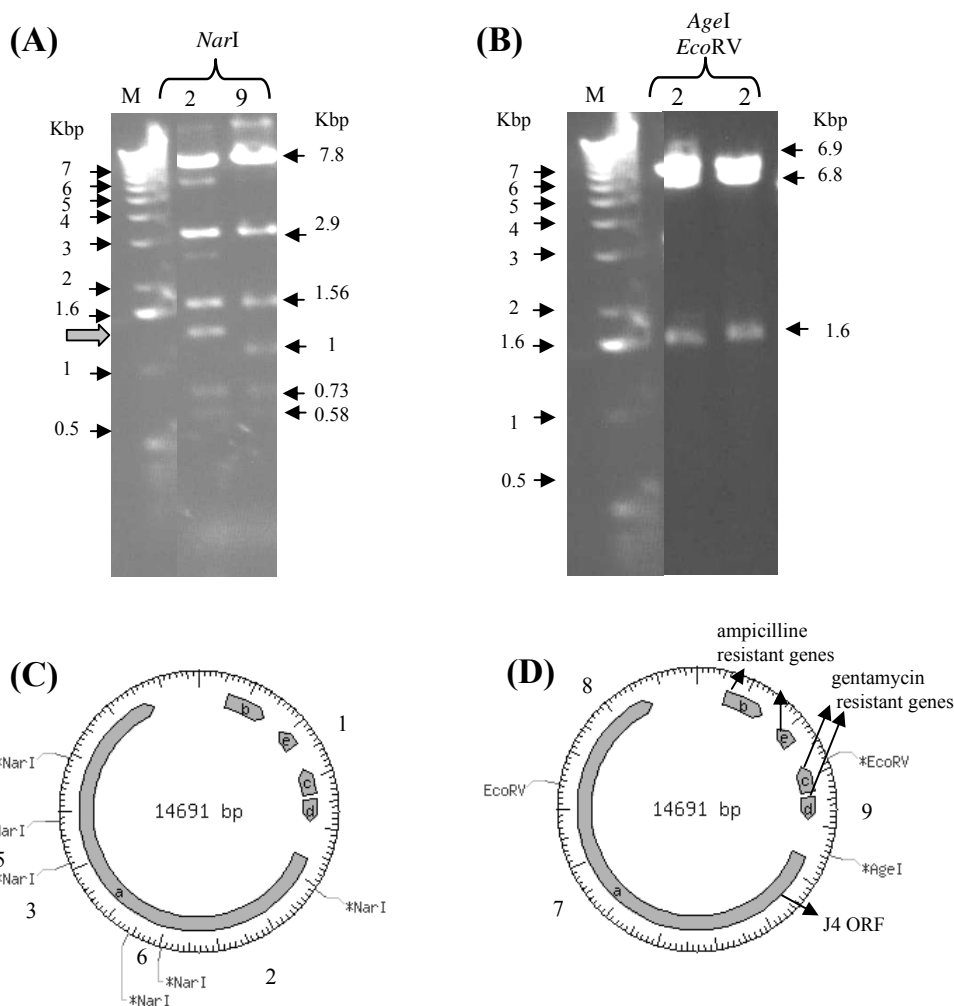 (A)
NarI
M
2
9
Kbp
Kbp
7
6
5
4
3
2
1.6
1
0.5
7.8
2.9
1.56
1
0.73
0.58
(B)
AgeI
EcoRV
M
2
2
Kbp
Kbp
7
6
5
4
3
2
1.6
1
0.5
6.9
6.8
1.6
(C)
14691 bp
a
b
e
c
d
1
2
3
5
6
*NarI
NarI
*NarI
*NarI
*NarI
*NarI
(D)
ampicilline
resistant genes
gentamycin
resistant genes
14691 bp
a
b
e
c
d
8
7
9
EcoRV
*EcoRV
*AgeI
J4 ORF